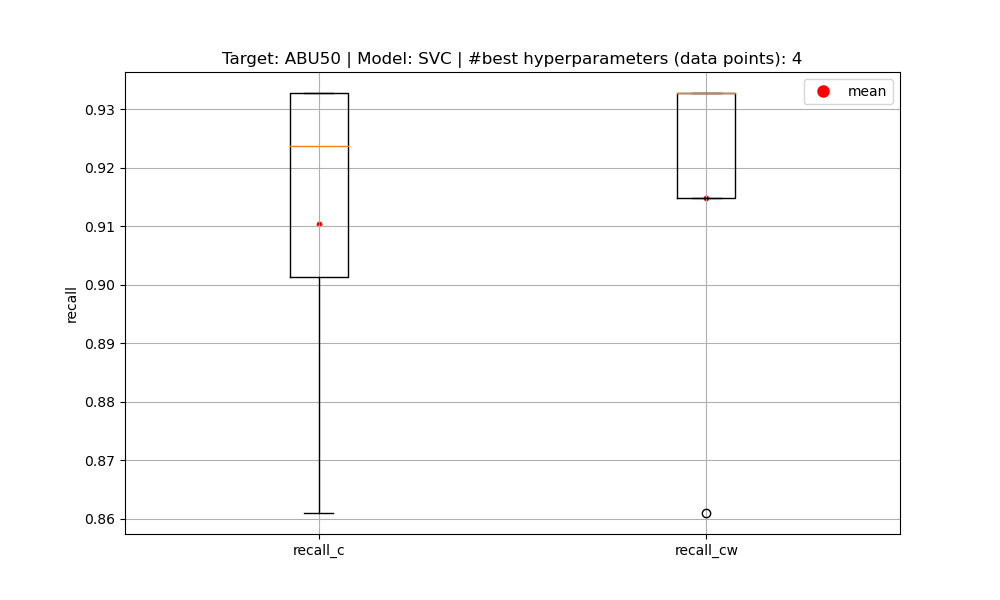 Target: ABU50 | Model: SVC | #best hyperparameters (data points): 4
mean
0.93
0.92
0.91
0.90
0.89
0.88
0.87
0.86
recall
recall_c
recall_cw